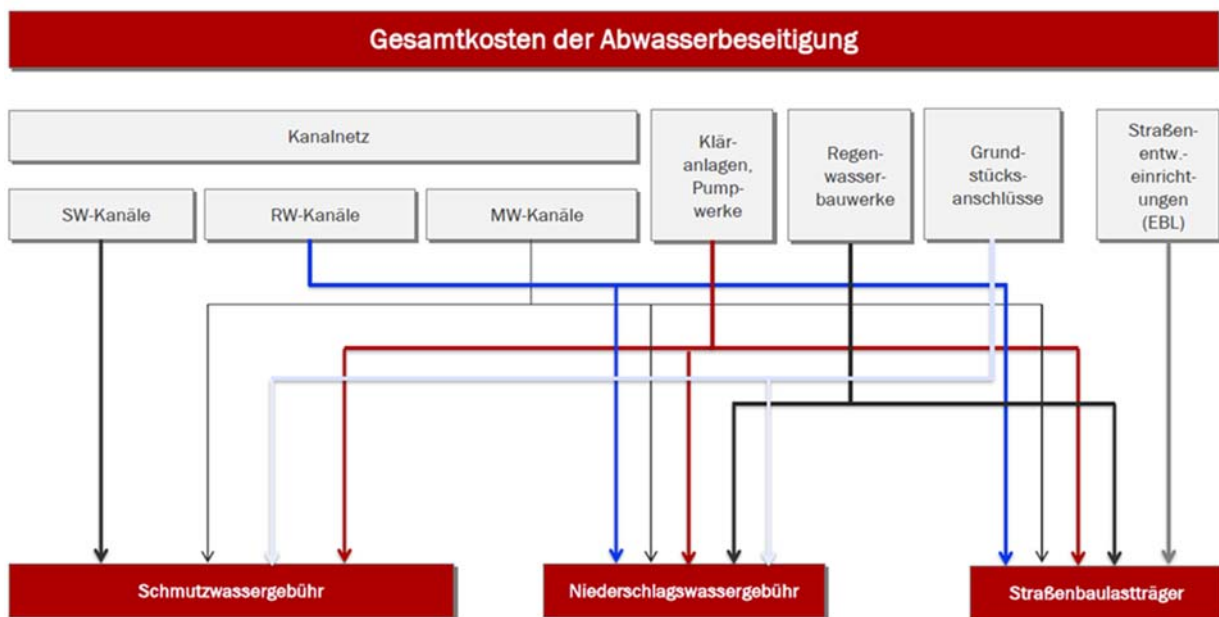 Gesamtkosten der Abwasserbeseitigung
Kanalnetz
SW-Kanäle
RW-Kanäle
MW-Kanäle
Klär-
anlagen,
Pump-
werke
Regen-
wasser-
bauwerke
Grund-
stücks-
anschlüsse
Straßen-
entw.-
einricht-
ungen
(EBL)
Schmutzwassergebühr
Niederschlagswassergebühr
Straßenbaulastträger